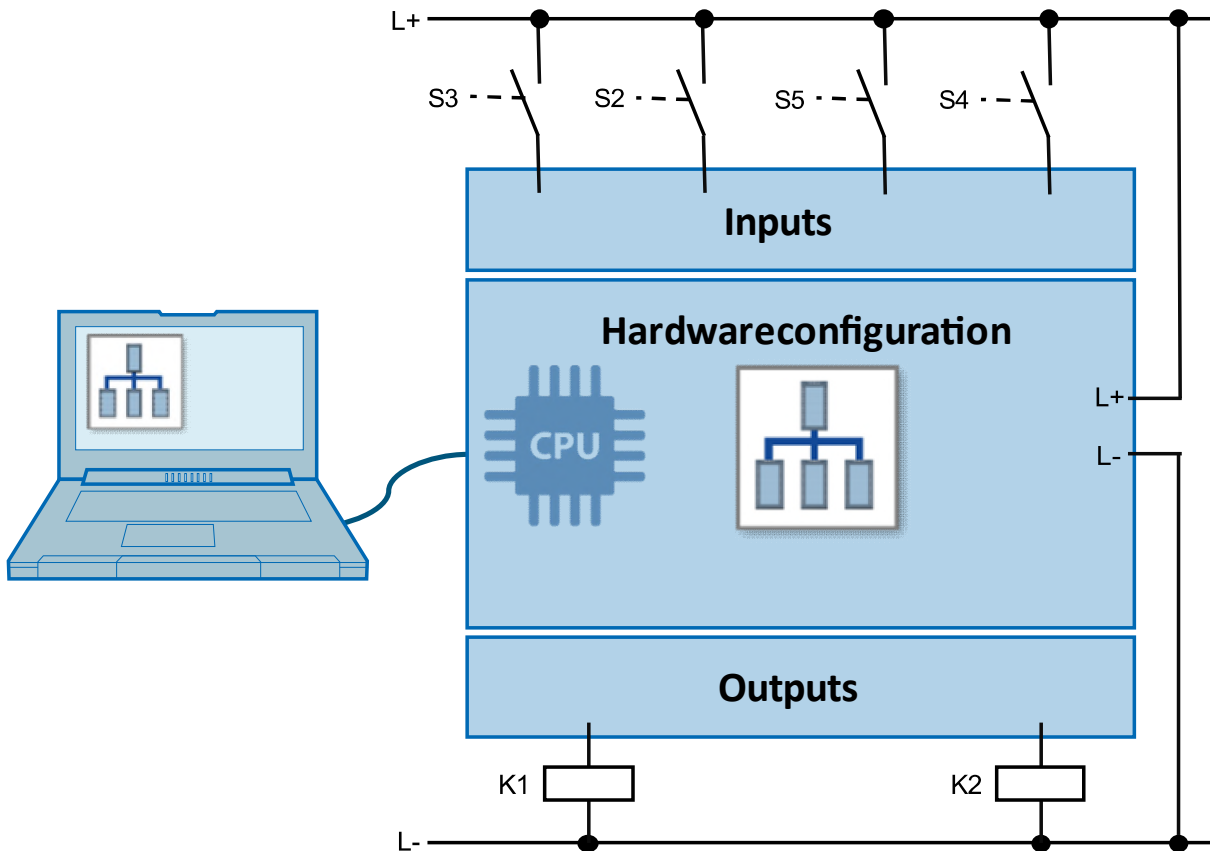 L+
S3
S2
S5
S4
Inputs
Hardwareconfiguration
CPU
L+
L-
Outputs
K1
K2
L-